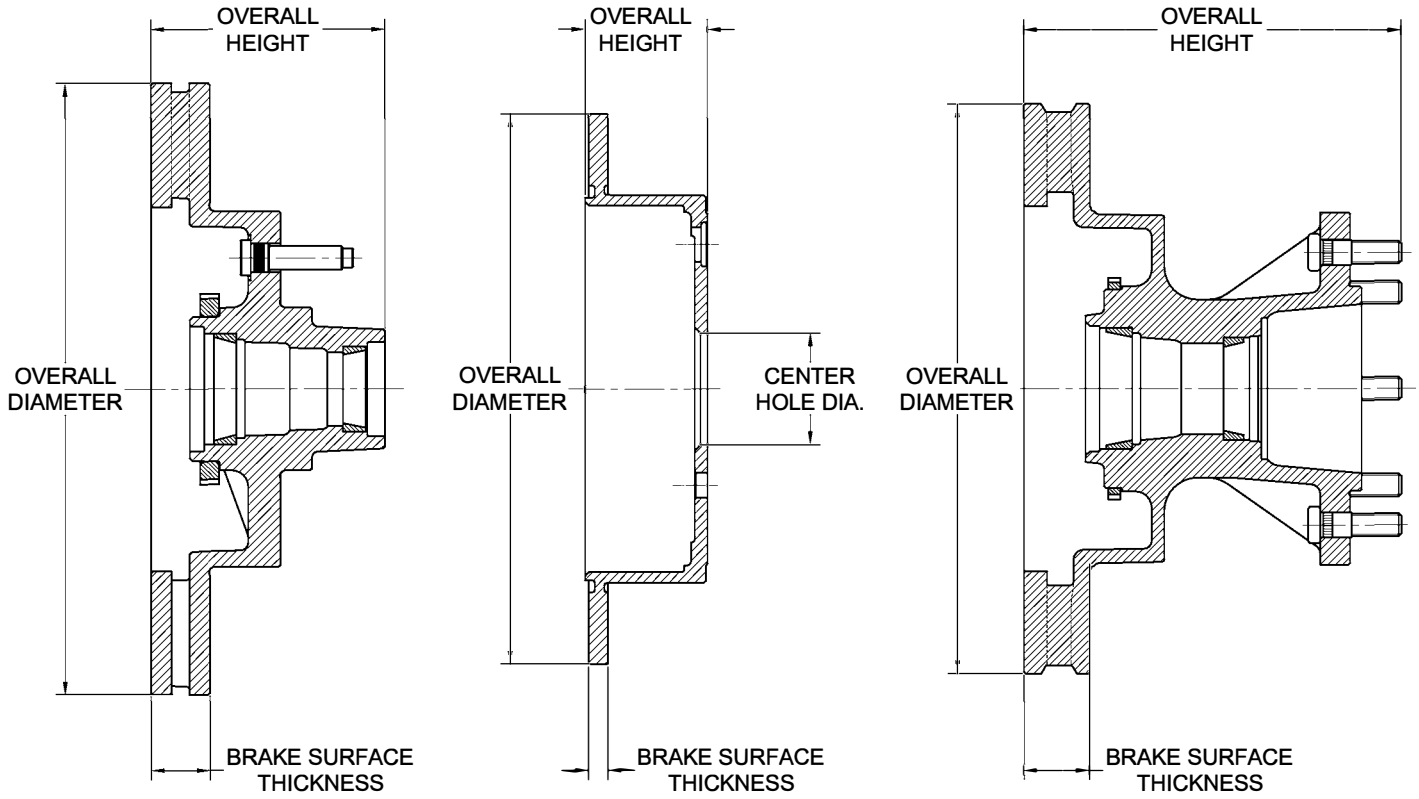 OVERALL
HEIGHT
OVERALL
HEIGHT
OVERALL
HEIGHT
OVERALL
DIAMETER
OVERALL
DIAMETER
CENTER
HOLE DIA.
OVERALL
DIAMETER
BRAKE SURFACE
THICKNESS
BRAKE SURFACE
THICKNESS
BRAKE SURFACE
THICKNESS